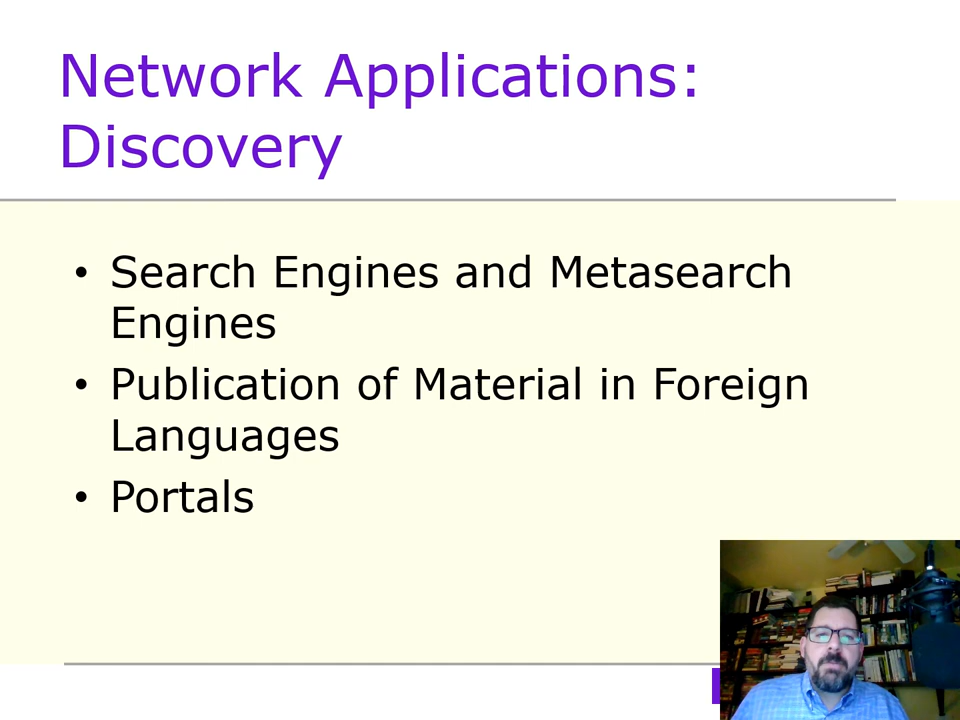 Network Applications:
Discovery
• Search Engines and Metasearch
Engines
• Publication of Material in Foreign
Languages
• Portals